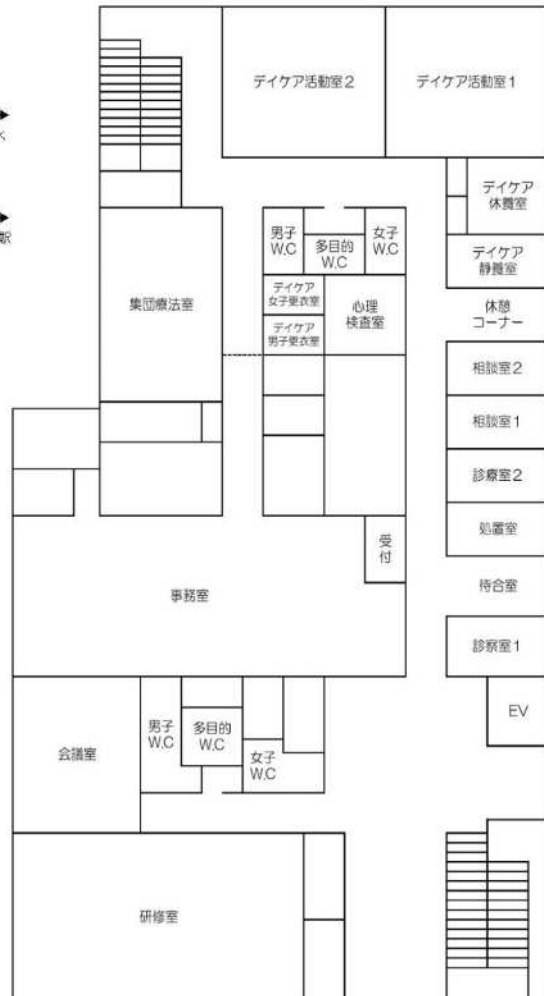 デイケア活動室2
デイケア活動室1
デイケア
休養室
男子
W.C
多目的
W.C
女子
W.C
デイケア
静養室
駅
デイケア
女子更衣室
心理
検査室
集団療法室
休憩
コーナー
デイケア
男子更衣室
相談室2
相談室1
診療室2
処置室
受付
事務室
待合室
診察室1
会議室
男子
W.C
多目的
W.C
女子
W.C
EV
研修室